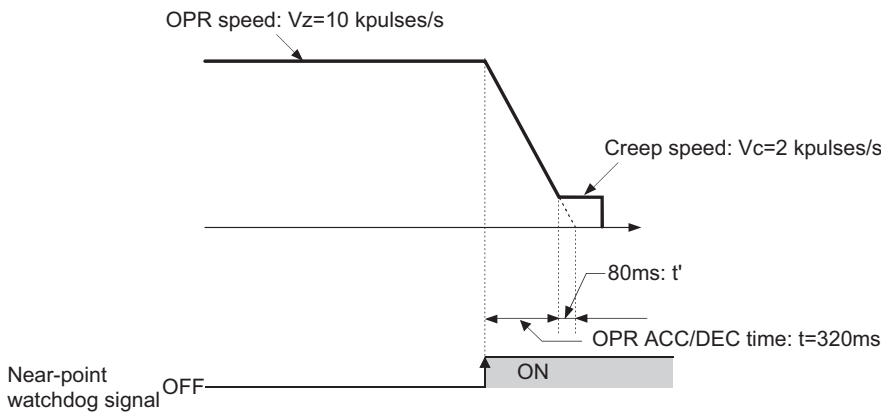 OPR speed: Vz=10 kpulses/s
Creep speed: Vc=2 kpulses/s
80ms: t'
OPR ACC/DEC time: t=320ms
Near-point
watchdog signal
OFF
ON